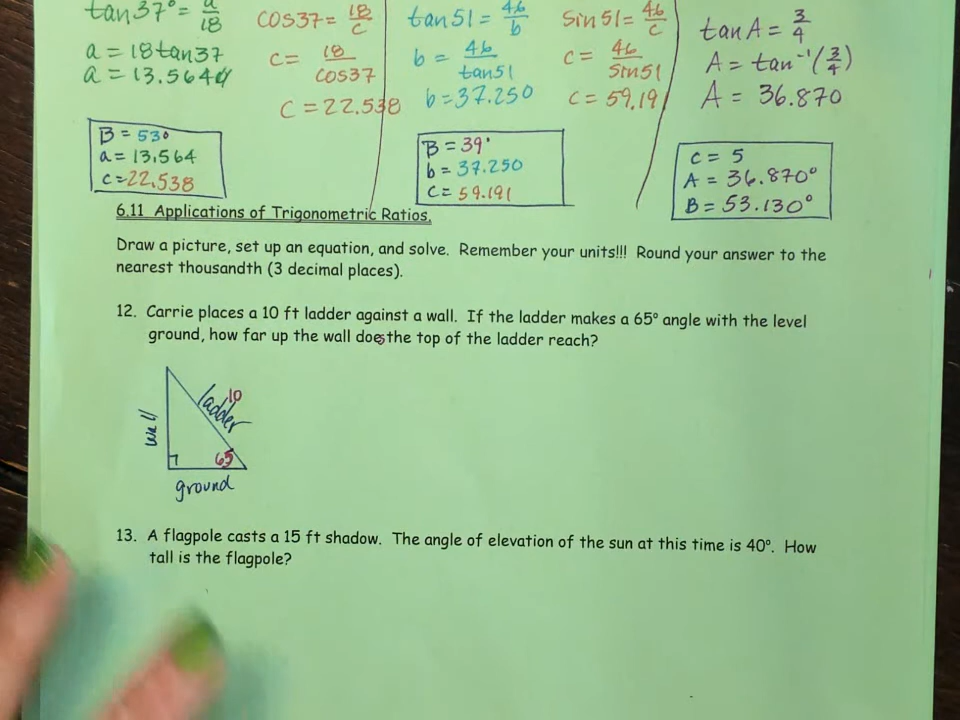 tan37°= a/18
a = 18tan37
a = 13.564
cos37= 18/c
c= 18/cos37
c = 22.538
tan51= 46/b
b = 46/tan51
b=37.250
sin51= 46/c
c = 46/sin51
c = 59.191
tanA = 3/4
A= tan⁻¹(3/4)
A = 36.870
B = 53°
a= 13.564
c=22.538
B = 39°
b = 37.250
c= 59.191
c = 5
A = 36.870°
B= 53.130°
6.11 Applications of Trigonometric Ratios.
Draw a picture, set up an equation, and solve. Remember your units!!! Round your answer to the
nearest thousandth (3 decimal places).
12. Carrie places a 10 ft ladder against a wall. If the ladder makes a 65° angle with the level
ground, how far up the wall does the top of the ladder reach?
10
ladder
wall
65
ground
13. A flagpole casts a 15 ft shadow. The angle of elevation of the sun at this time is 40°. How
tall is the flagpole?